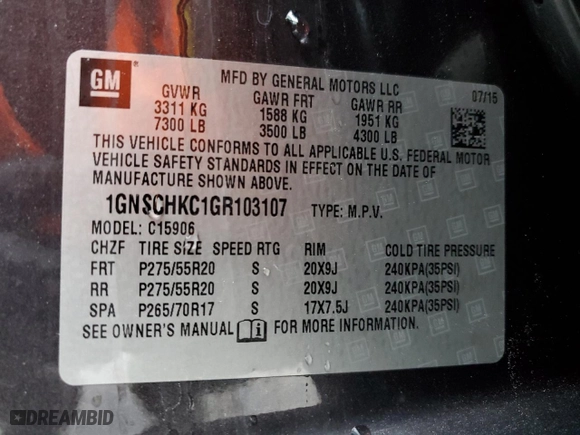 GM
MFD BY GENERAL MOTORS LLC
07/15
GVWR GAWR FRT GAWR RR
3311 KG 1588 KG 1951 KG
7300 LB 3500 LB 4300 LB
THIS VEHICLE CONFORMS TO ALL APPLICABLE U.S. FEDERAL MOTOR
VEHICLE SAFETY STANDARDS IN EFFECT ON THE DATE OF
MANUFACTURE SHOWN ABOVE.
1GNSCHKC1GR103107 TYPE: M.P.V.
MODEL: C15906
CHZF TIRE SIZE SPEED RTG RIM COLD TIRE PRESSURE
FRT P275/55R20 S 20X9J 240KPA(35PSI)
RR P275/55R20 S 20X9J 240KPA(35PSI)
SPA P265/70R17 S 17X7.5J 240KPA(35PSI)
SEE OWNER'S MANUAL FOR MORE INFORMATION.
DREAMBID